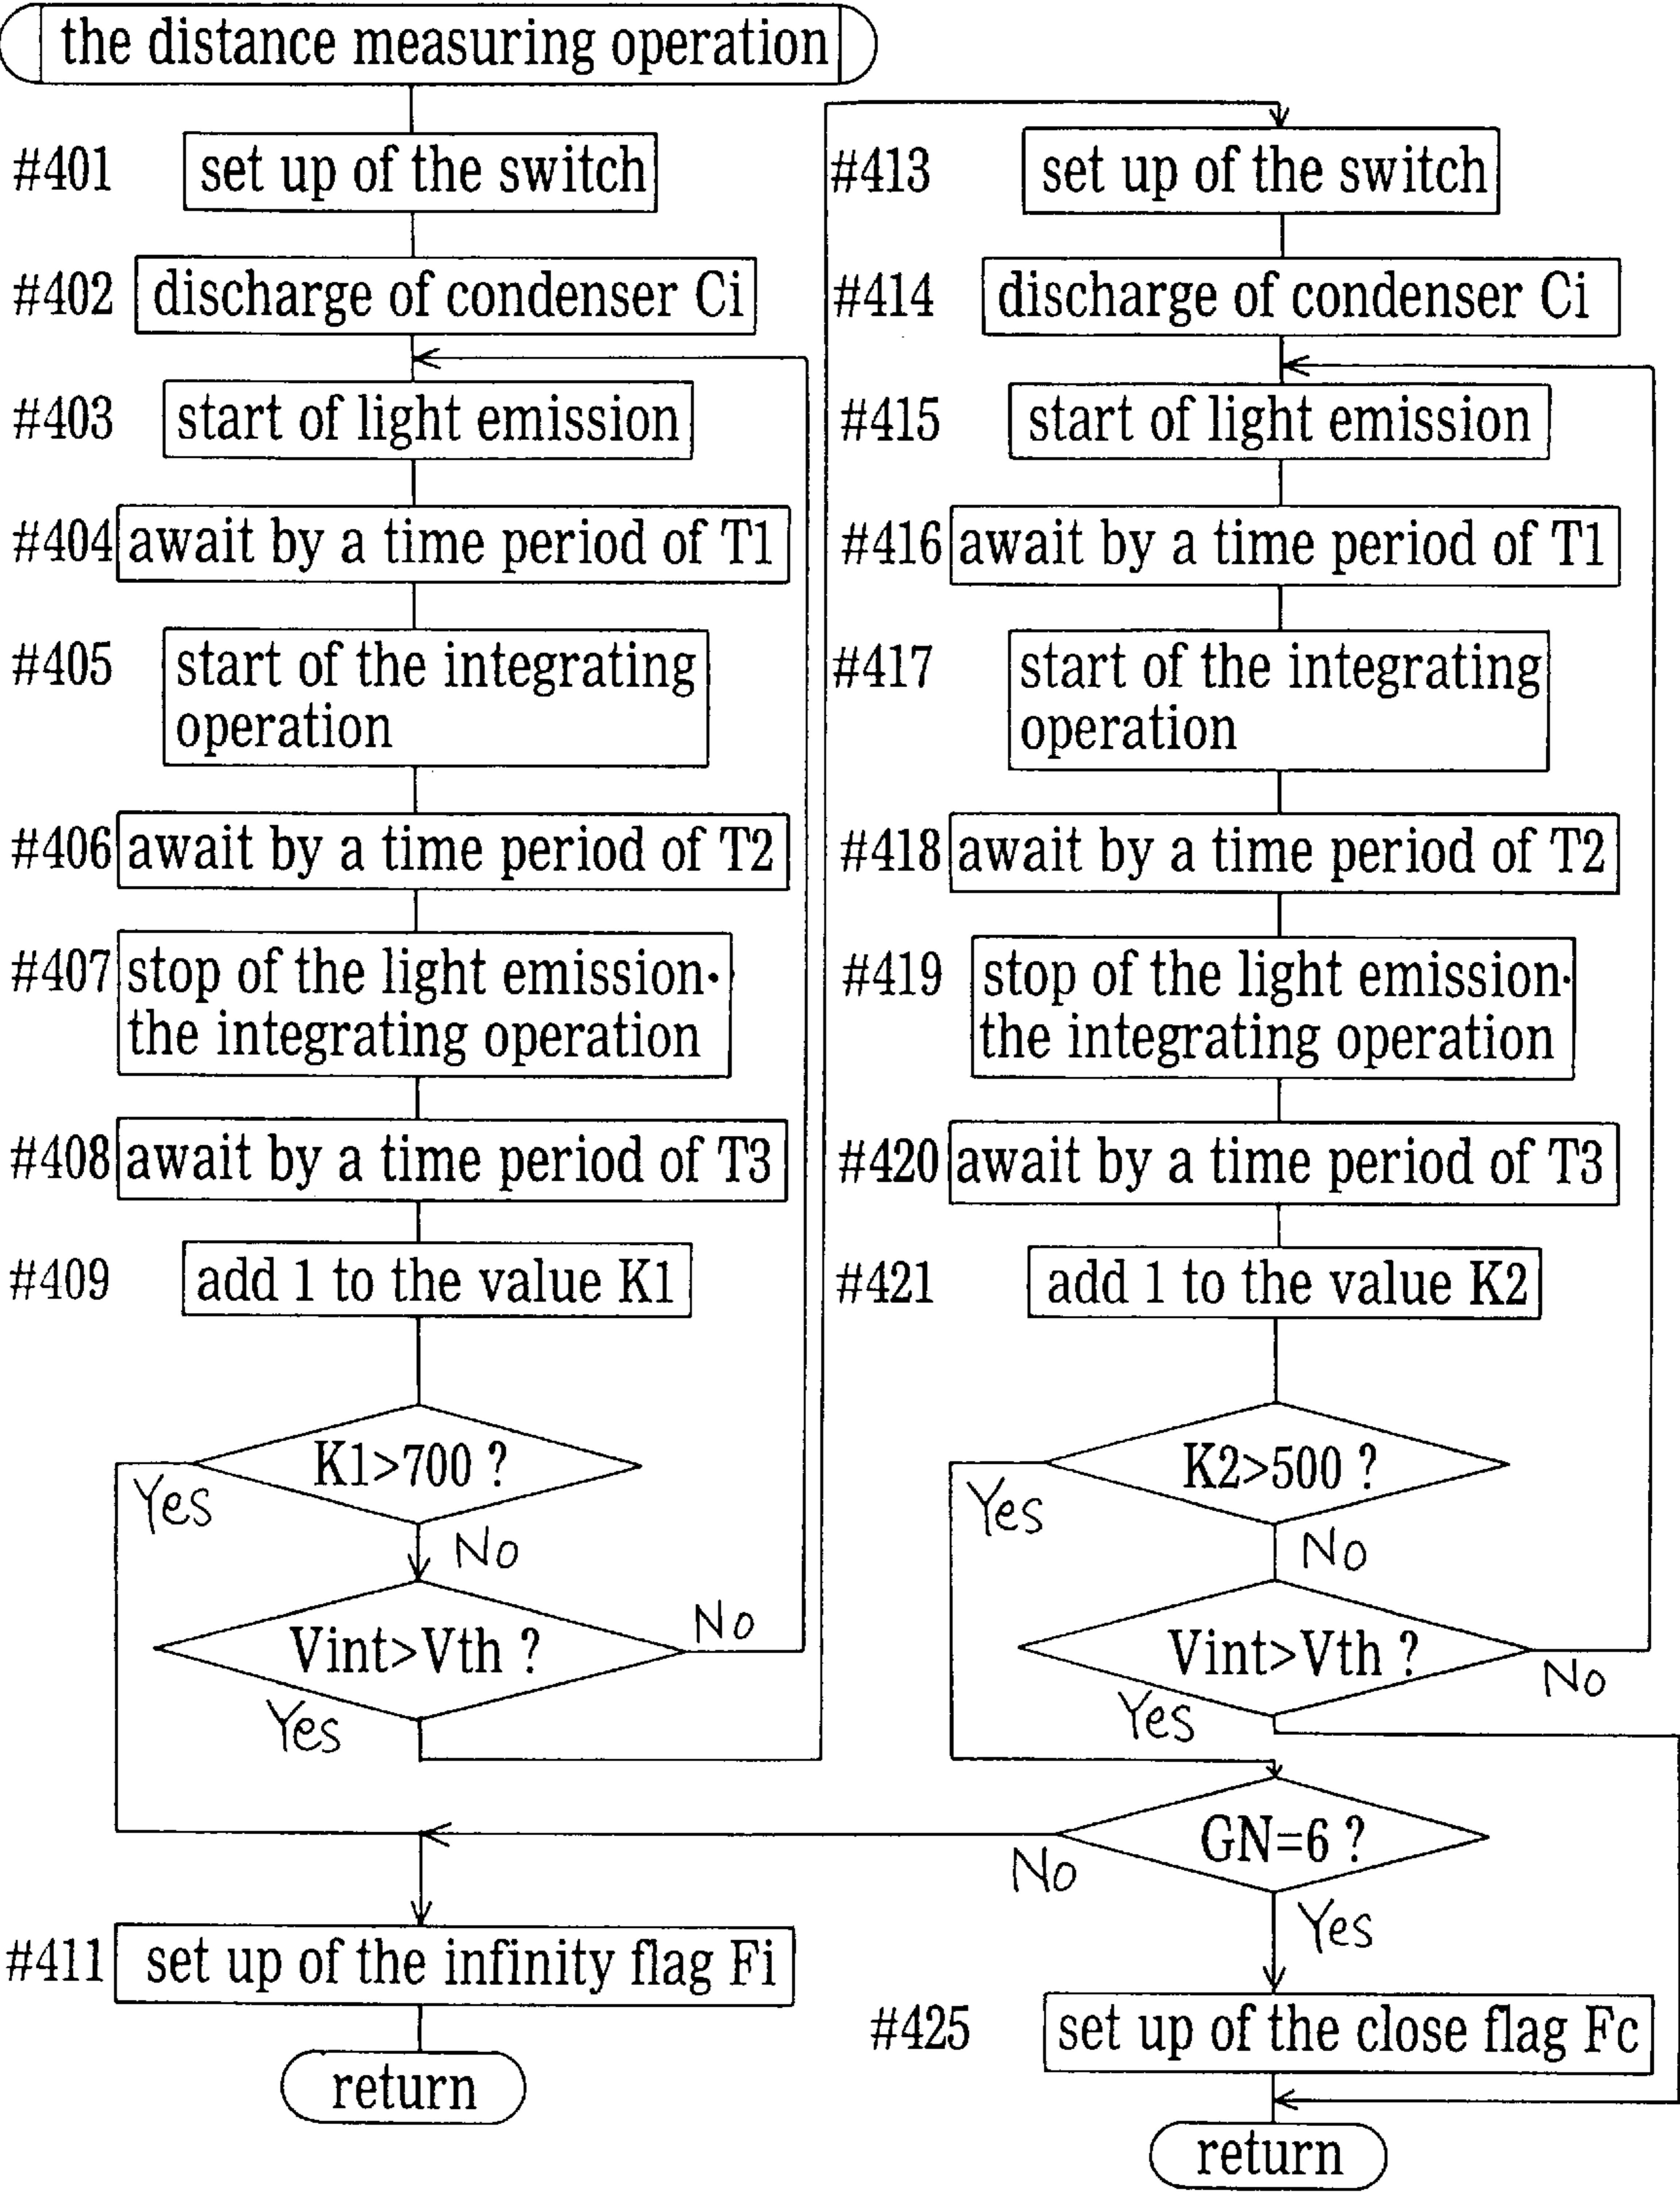 the distance measuring operation
#401 set up of the switch
#402 discharge of condenser Ci
#403 start of light emission
#404 await by a time period of T1
#405 start of the integrating
operation
#406 await by a time period of T2
#407 stop of the light emission·
the integrating operation
#408 await by a time period of T3
#409 add 1 to the value K1
K1>700 ?
Yes
No
Vint>Vth ?
No
Yes
#411 set up of the infinity flag Fi
return
#413 set up of the switch
#414 discharge of condenser Ci
#415 start of light emission
#416 await by a time period of T1
#417 start of the integrating
operation
#418 await by a time period of T2
#419 stop of the light emission·
the integrating operation
#420 await by a time period of T3
#421 add 1 to the value K2
K2>500 ?
Yes
No
Vint>Vth ?
No
Yes
GN=6 ?
No
Yes
#425 set up of the close flag Fc
return